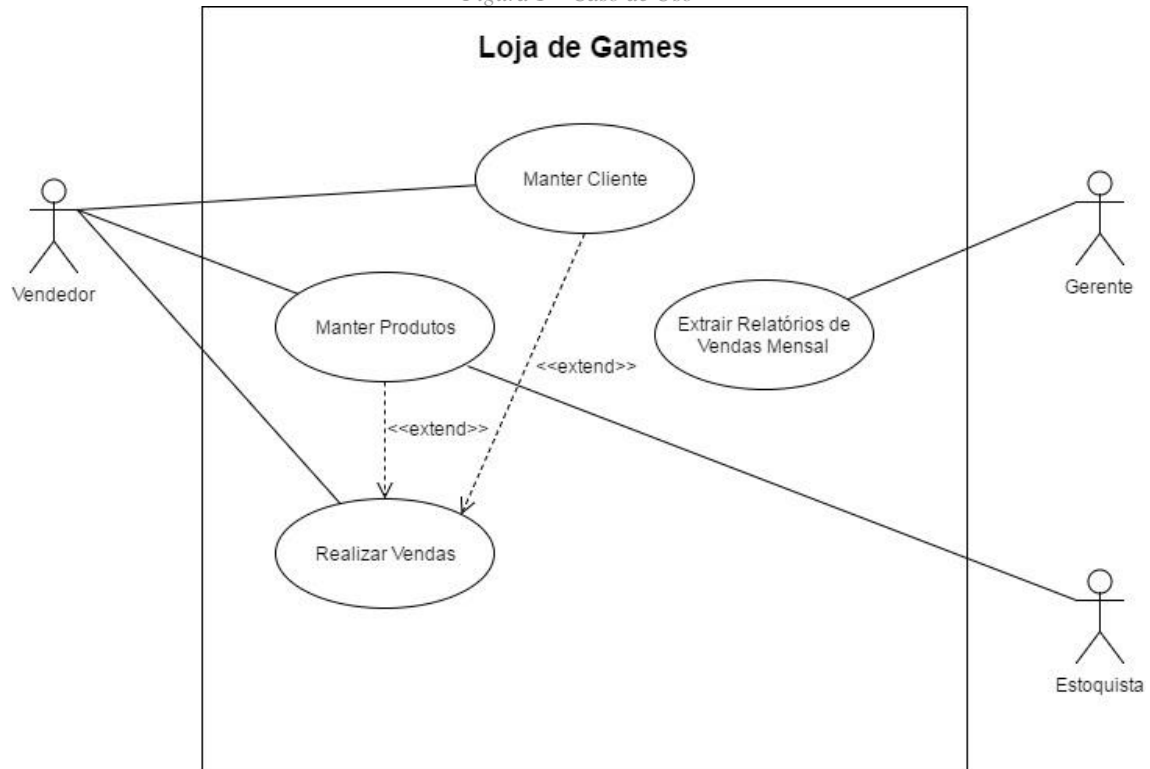 Loja de Games
Manter Cliente
Vendedor
Manter Produtos
Extrair Relatórios de
Vendas Mensal
Gerente
<<extend>>
<<extend>>
Realizar Vendas
Estoquista